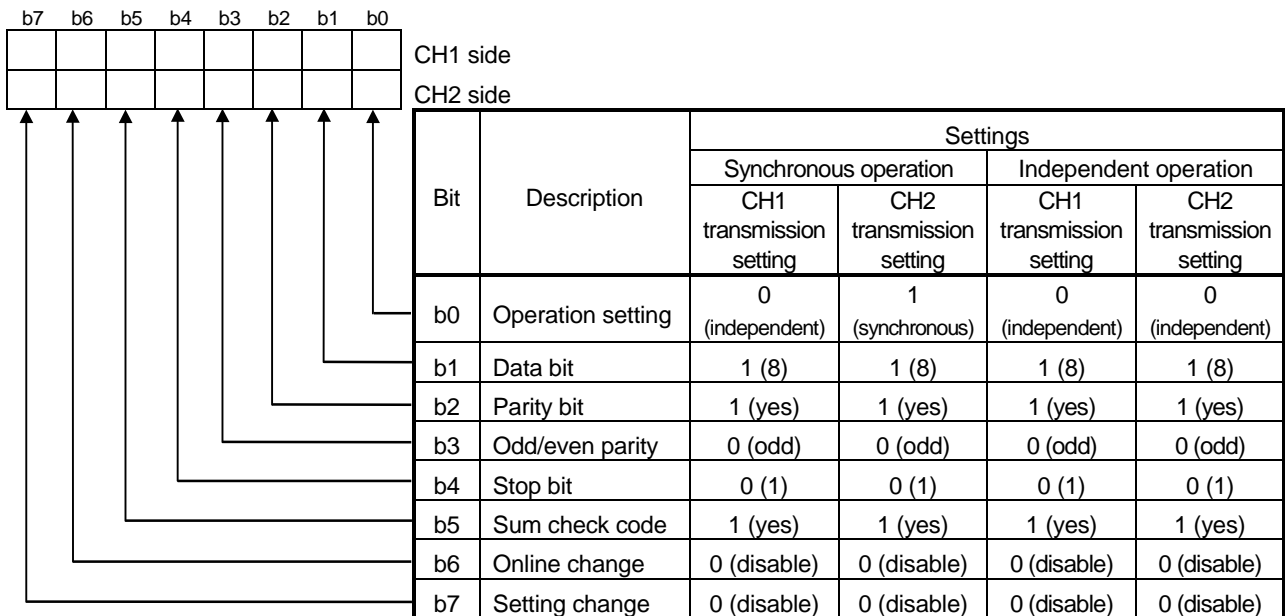 b7 b6 b5 b4 b3 b2 b1 b0
CH1 side
CH2 side
Bit Description Settings
Synchronous operation Independent operation
CH1 transmission setting CH2 transmission setting CH1 transmission setting CH2 transmission setting
b0 Operation setting 0 (independent) 1 (synchronous) 0 (independent) 0 (independent)
b1 Data bit 1 (8) 1 (8) 1 (8) 1 (8)
b2 Parity bit 1 (yes) 1 (yes) 1 (yes) 1 (yes)
b3 Odd/even parity 0 (odd) 0 (odd) 0 (odd) 0 (odd)
b4 Stop bit 0 (1) 0 (1) 0 (1) 0 (1)
b5 Sum check code 1 (yes) 1 (yes) 1 (yes) 1 (yes)
b6 Online change 0 (disable) 0 (disable) 0 (disable) 0 (disable)
b7 Setting change 0 (disable) 0 (disable) 0 (disable) 0 (disable)